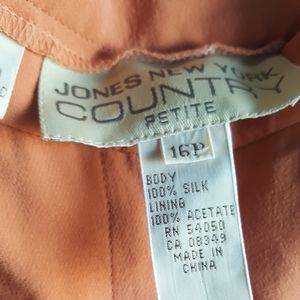 JONES NEW YORK
COUNTRY
PETITE
16P
BODY
100% SILK
LINING
100% ACETATE
RN 54050
CA 08349
MADE IN
CHINA